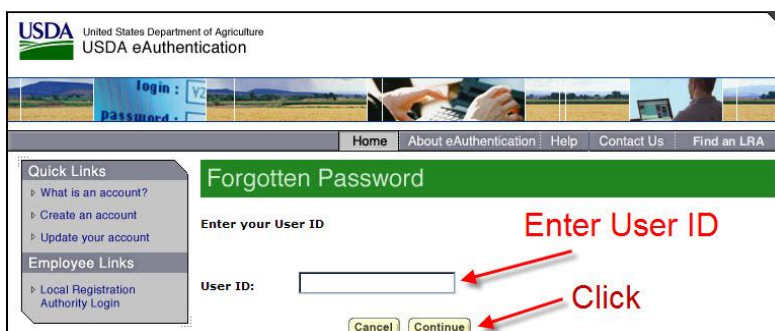 USDA United States Department of Agriculture
USDA eAuthentication
login :
password :
Home About eAuthentication Help Contact Us Find an LRA
Quick Links
What is an account?
Create an account
Update your account
Employee Links
Local Registration
Authority Login
Forgotten Password
Enter your User ID
Enter User ID
User ID:
Click
Cancel Continue